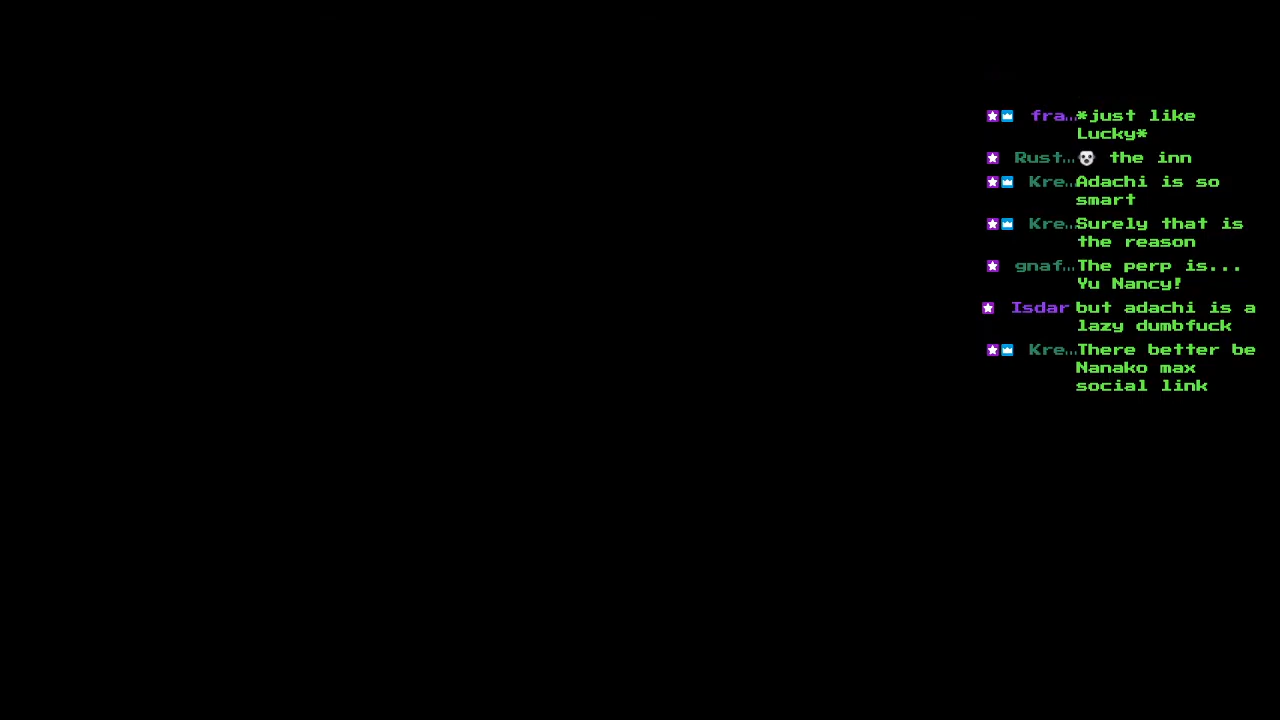 fra...*just like
Lucky*
Rust...💀 the inn
Kre...Adachi is so
smart
Kre...Surely that is
the reason
gnaf...The perp is...
Yu Nancy!
Isdar but adachi is a
lazy dumbfuck
Kre...There better be
Nanako max
social link